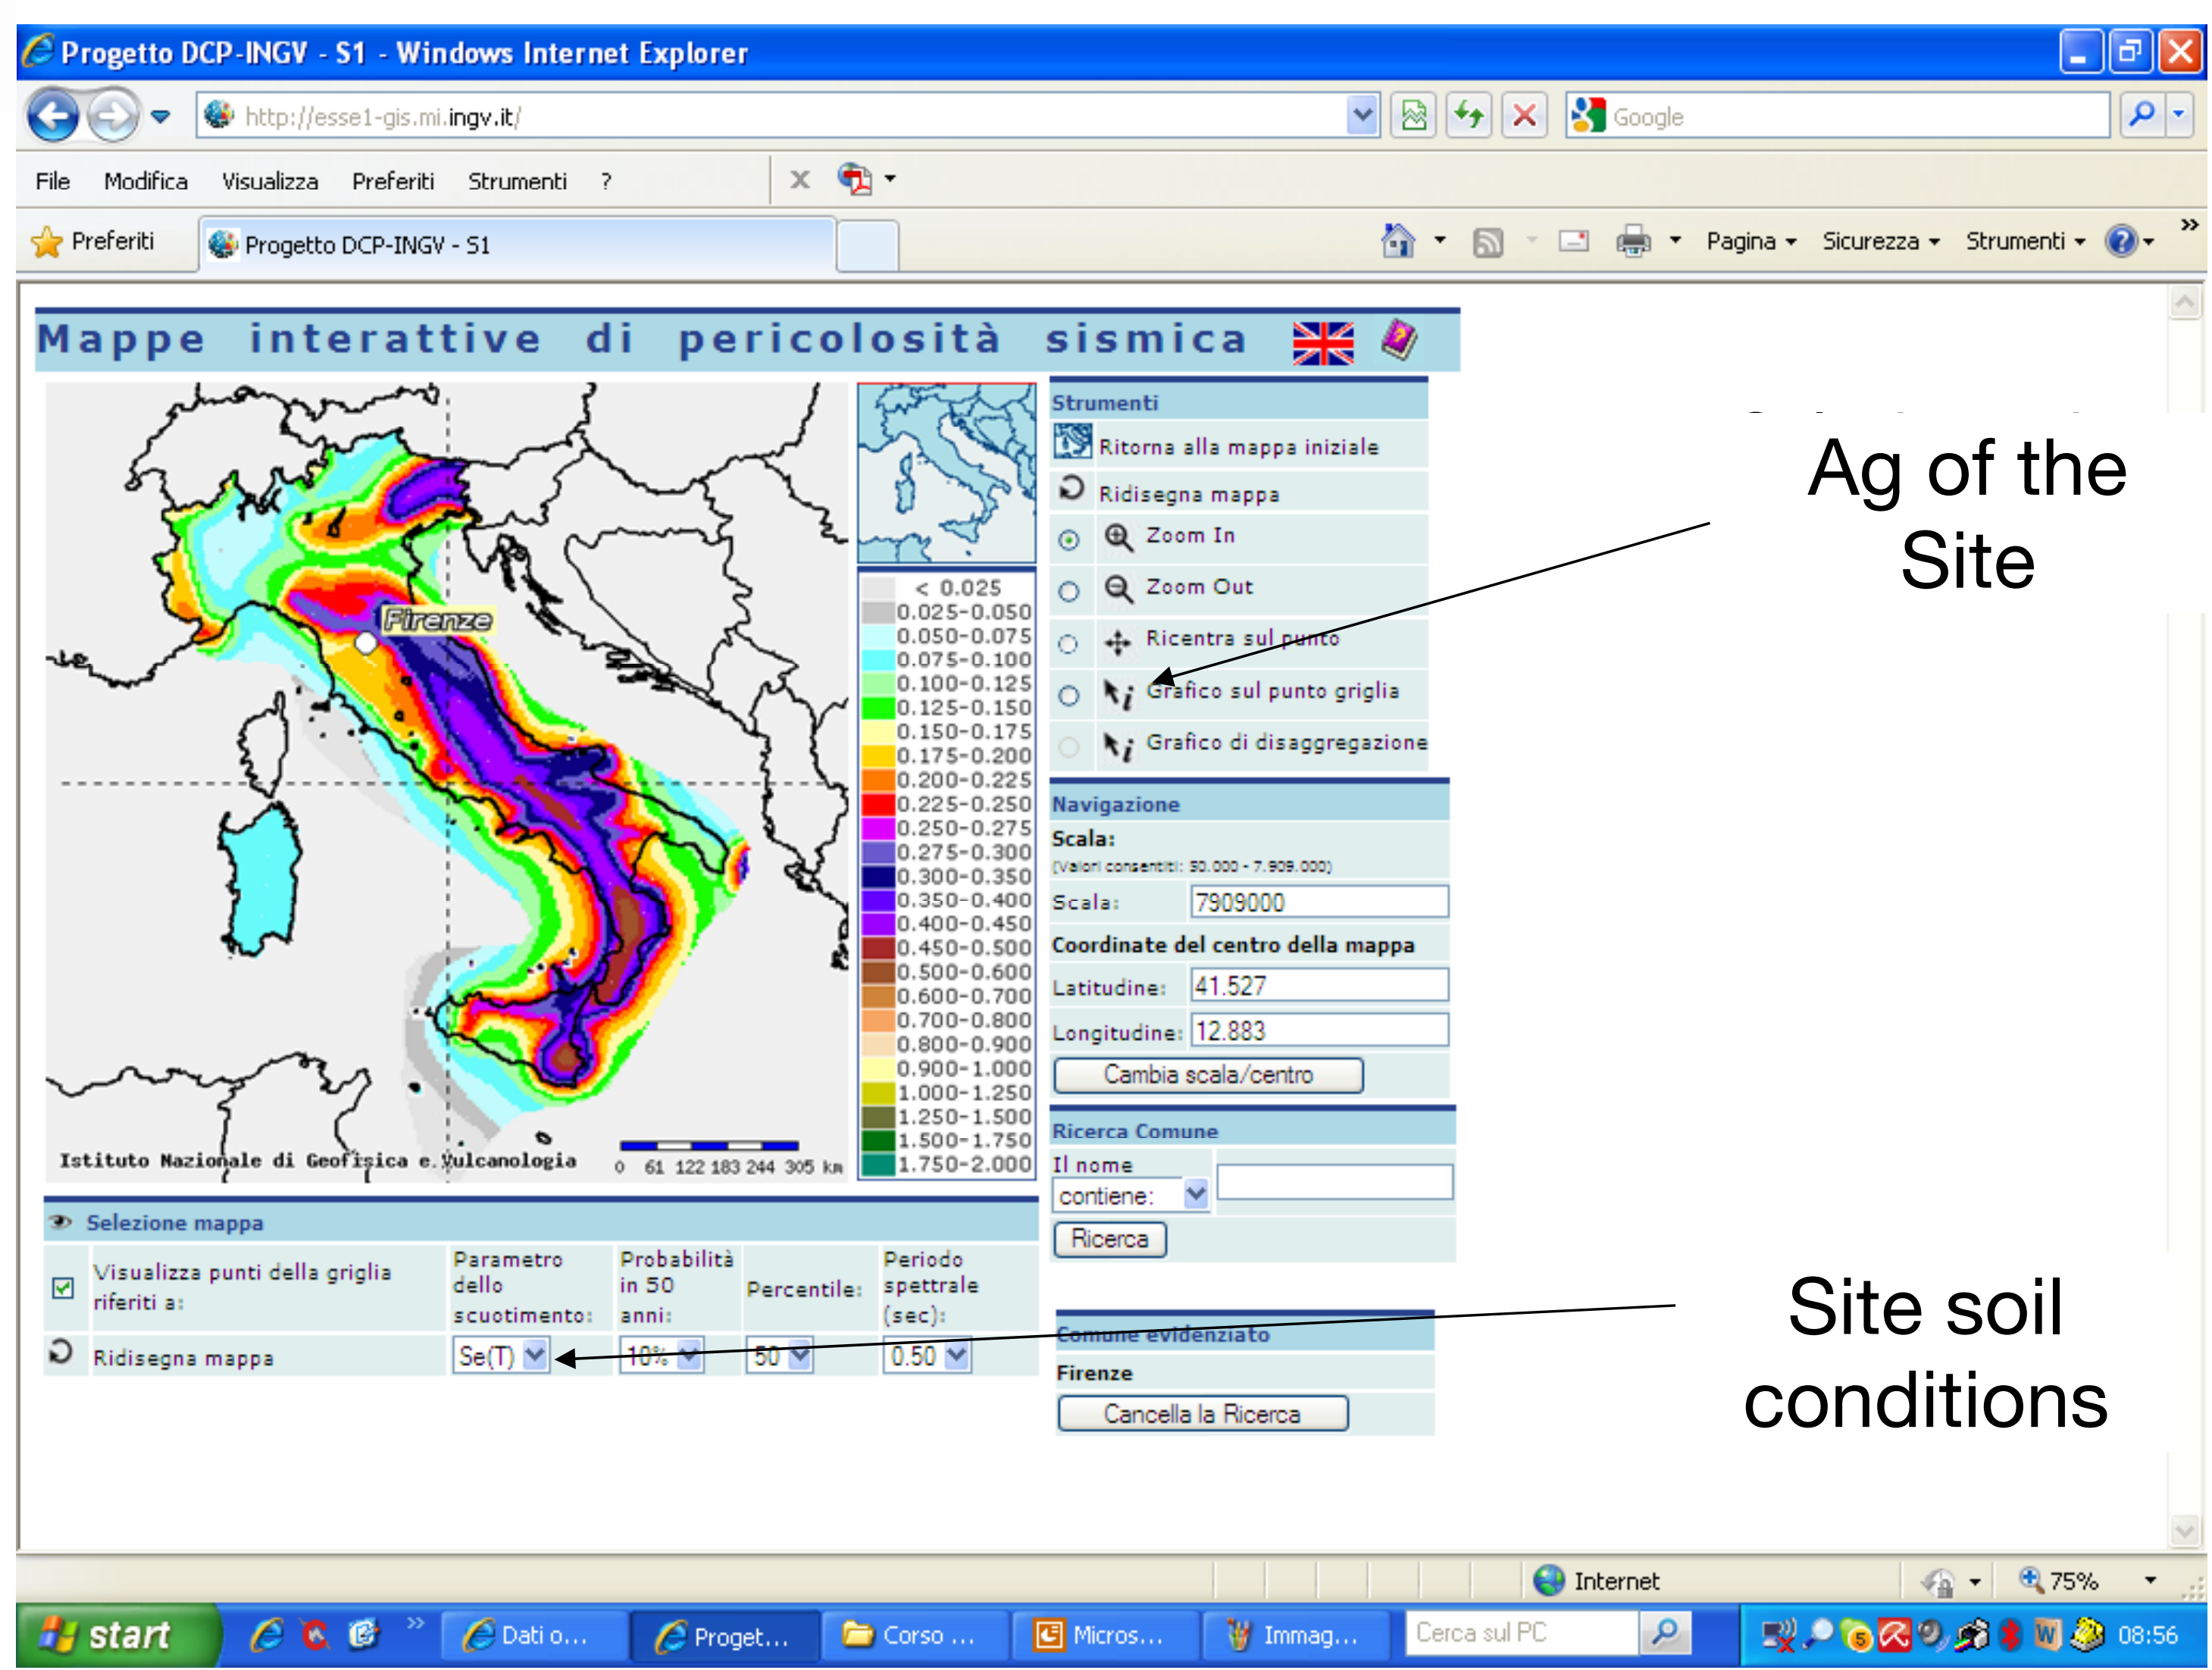 Progetto DCP-INGV - S1 - Windows Internet Explorer
http://esse1-gis.mi.ingv.it/
Google
File Modifica Visualizza Preferiti Strumenti ?
Preferiti
Progetto DCP-INGV - S1
Pagina Sicurezza Strumenti
Mappe interattive di pericolosità sismica
Firenze
Istituto Nazionale di Geofisica e Vulcanologia
0 61 122 183 244 305 km
< 0.025
0.025-0.050
0.050-0.075
0.075-0.100
0.100-0.125
0.125-0.150
0.150-0.175
0.175-0.200
0.200-0.225
0.225-0.250
0.250-0.275
0.275-0.300
0.300-0.350
0.350-0.400
0.400-0.450
0.450-0.500
0.500-0.600
0.600-0.700
0.700-0.800
0.800-0.900
0.900-1.000
1.000-1.250
1.250-1.500
1.500-1.750
1.750-2.000
Strumenti
Ritorna alla mappa iniziale
Ridisegna mappa
Zoom In
Zoom Out
Ricentra sul punto
Grafico sul punto griglia
Grafico di disaggregazione
Navigazione
Scala:
(Valori consentiti: 50.000 - 7.909.000)
Scala: 7909000
Coordinate del centro della mappa
Latitudine: 41.527
Longitudine: 12.883
Cambia scala/centro
Ricerca Comune
Il nome
contiene:
Ricerca
Comune evidenziato
Firenze
Cancella la Ricerca
Selezione mappa
Visualizza punti della griglia
riferiti a:
Parametro
dello
scuotimento:
Probabilità
in 50
anni:
Percentile:
Periodo
spettrale
(sec):
Ridisegna mappa
Se(T) 10% 50 0.50
Ag of the
Site
Site soil
conditions
Internet
75%
start
Dati o...
Proget...
Corso ...
Micros...
Immag...
Cerca sul PC
08:56